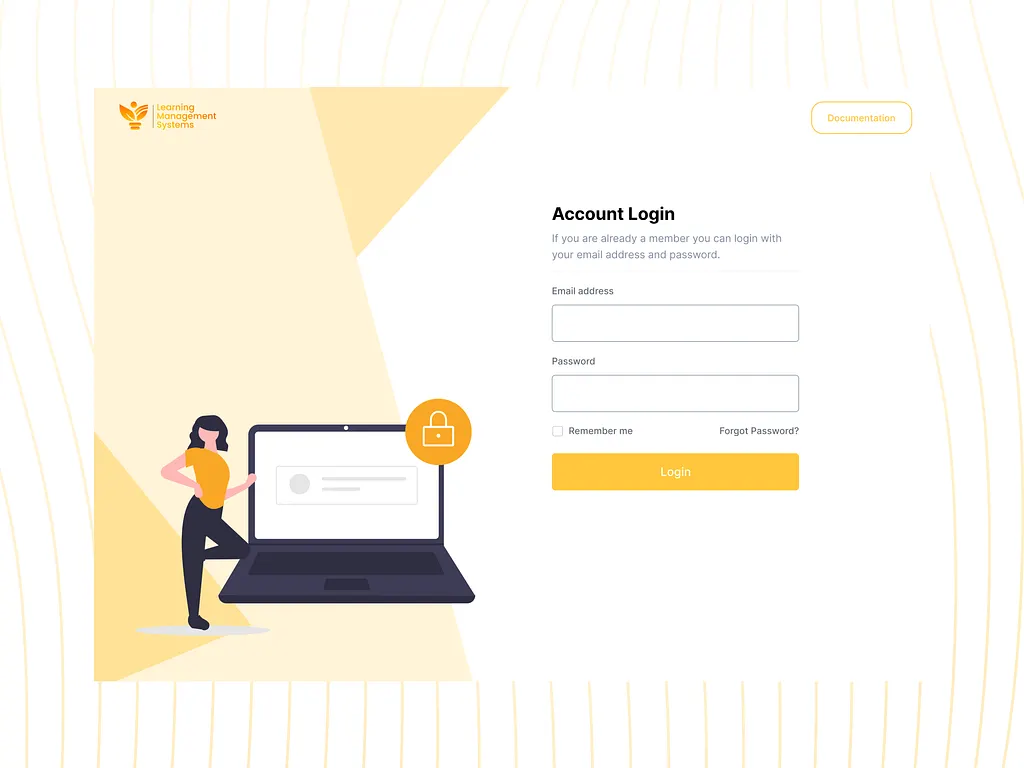 Learning
Management
Systems
Documentation
Account Login
If you are already a member you can login with
your email address and password.
Email address
Password
Remember me
Forgot Password?
Login